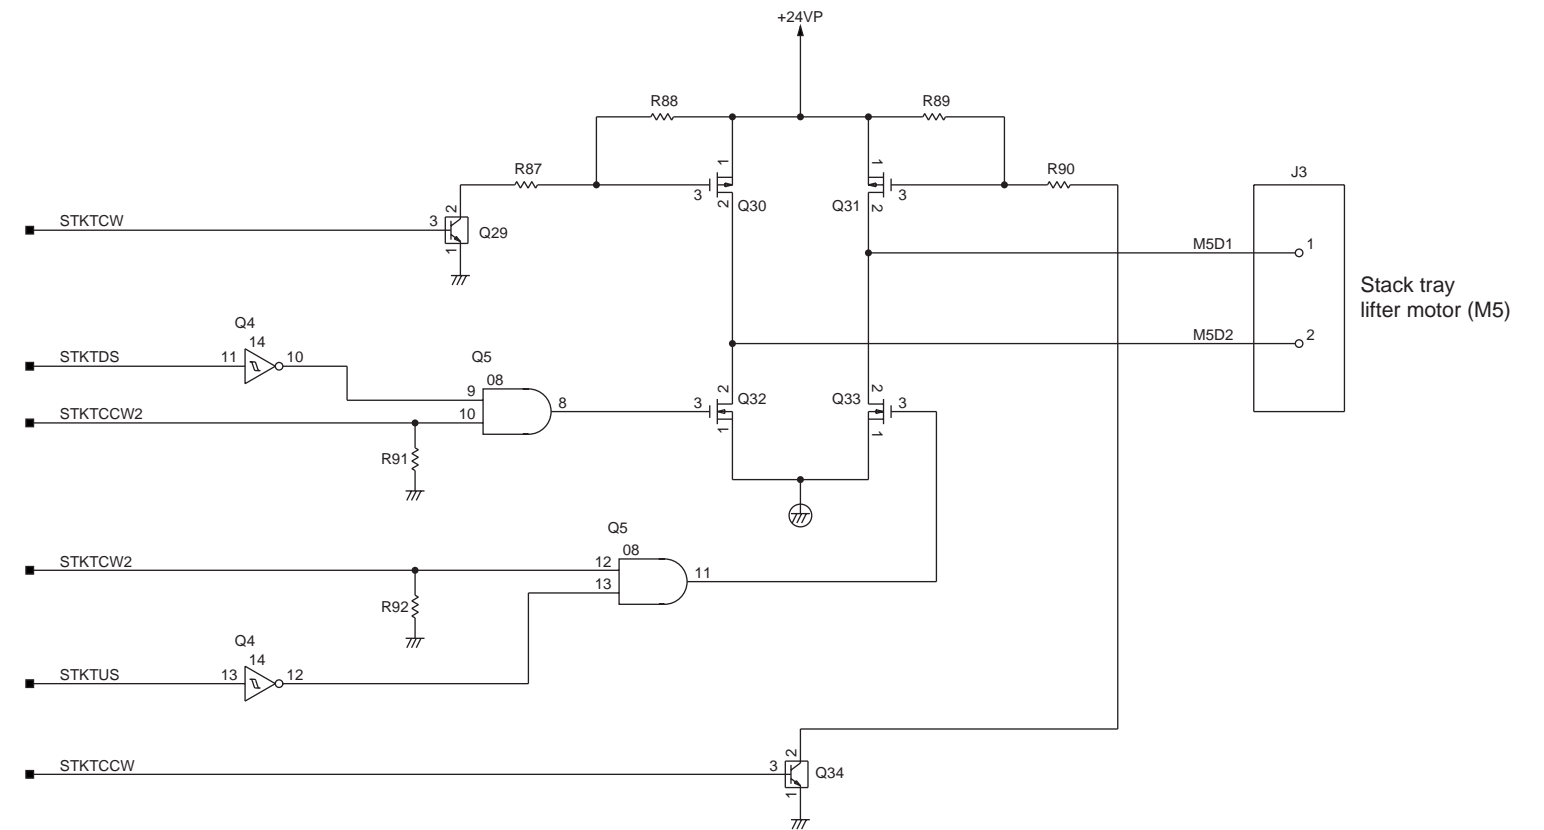 +24VP
R88
R89
R87
1
1
R90
J3
3
2
Q30
Q31
2
3
STKTCW
3
2
Q29
1
M5D1
1
Stack tray
lifter motor (M5)
Q4
14
STKTDS
11
10
M5D2
2
Q5
08
9
STKTCCW2
10
8
3
2
Q32
1
Q33
2
3
1
R91
Q5
08
STKTCW2
12
13
11
R92
Q4
14
STKTUS
13
12
STKTCCW
3
2
Q34
1